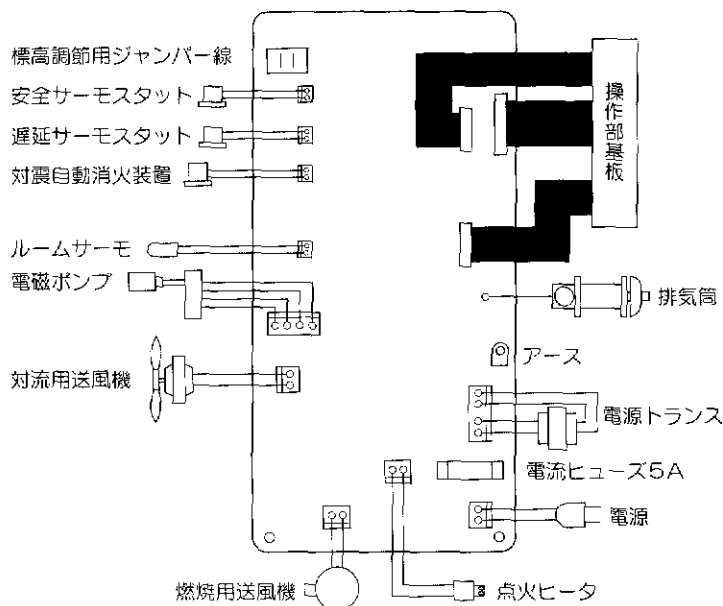 標高調節用ジャンパー線
安全サーモスタット
遅延サーモスタット
対震自動消火装置
ルームサーモ
電磁ポンプ
対流用送風機
燃焼用送風機
操作部基板
排気筒
アース
電源トランス
電流ヒューズ5A
電源
点火ヒータ